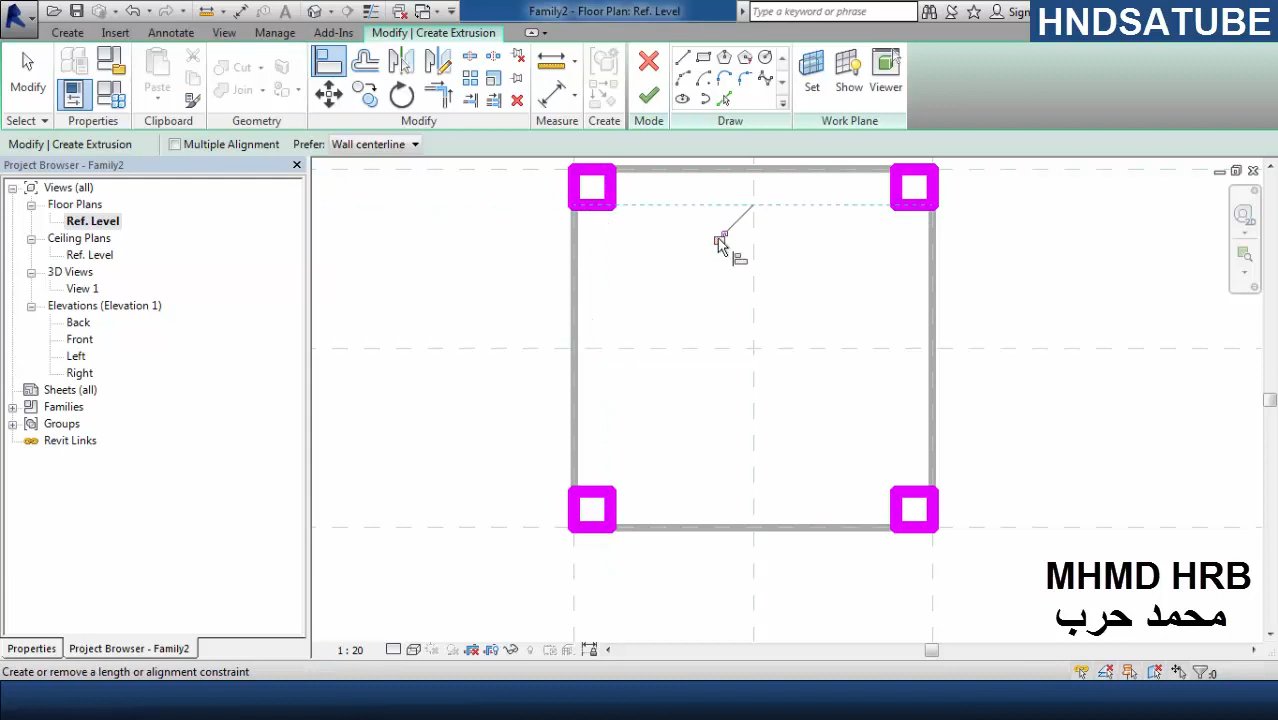 Family2 - Floor Plan: Ref. Level
Type a keyword or phrase
Sign
HNDSATUBE
Create
Insert
Annotate
View
Manage
Add-Ins
Modify | Create Extrusion
Modify
Paste
Cut
Join
Set
Show
Viewer
Select
Properties
Clipboard
Geometry
Modify
Measure
Create
Mode
Draw
Work Plane
Modify | Create Extrusion
Multiple Alignment
Prefer:
Wall centerline
Project Browser - Family2
Views (all)
Floor Plans
Ref. Level
Ceiling Plans
Ref. Level
3D Views
View 1
Elevations (Elevation 1)
Back
Front
Left
Right
Sheets (all)
Families
Groups
Revit Links
2D
MHMD HRB
محمد حرب
Properties
Project Browser - Family2
1 : 20
Create or remove a length or alignment constraint
:0